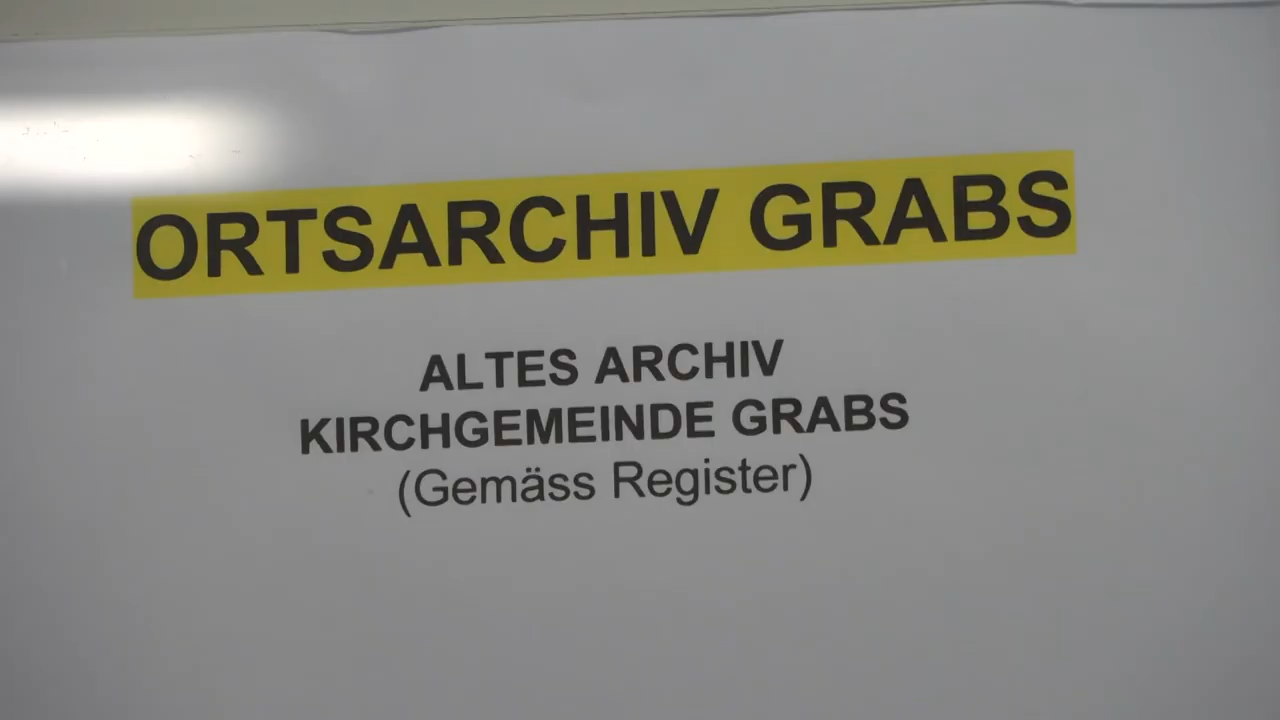 ORTSARCHIV GRABS
ALTES ARCHIV
KIRCHGEMEINDE GRABS
(Gemäss Register)